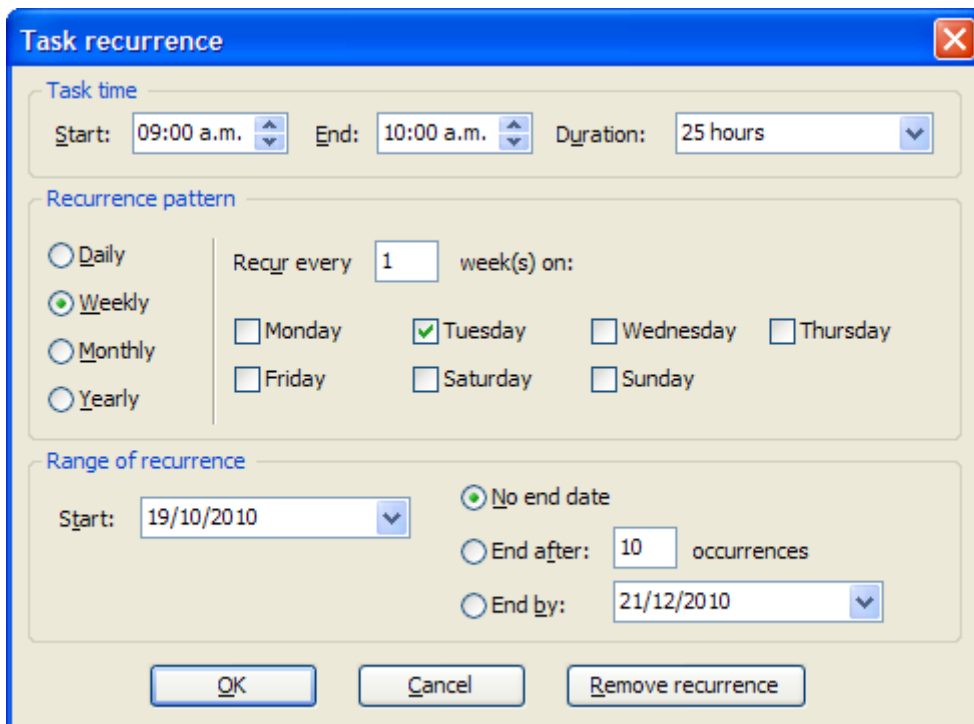 Task recurrence
Task time
Start: 09:00 a.m. End: 10:00 a.m. Duration: 25 hours
Recurrence pattern
Daily
Recur every 1 week(s) on:
Weekly
Monday Tuesday Wednesday Thursday
Monthly
Friday Saturday Sunday
Yearly
Range of recurrence
Start: 19/10/2010
No end date
End after: 10 occurrences
End by: 21/12/2010
OK Cancel Remove recurrence